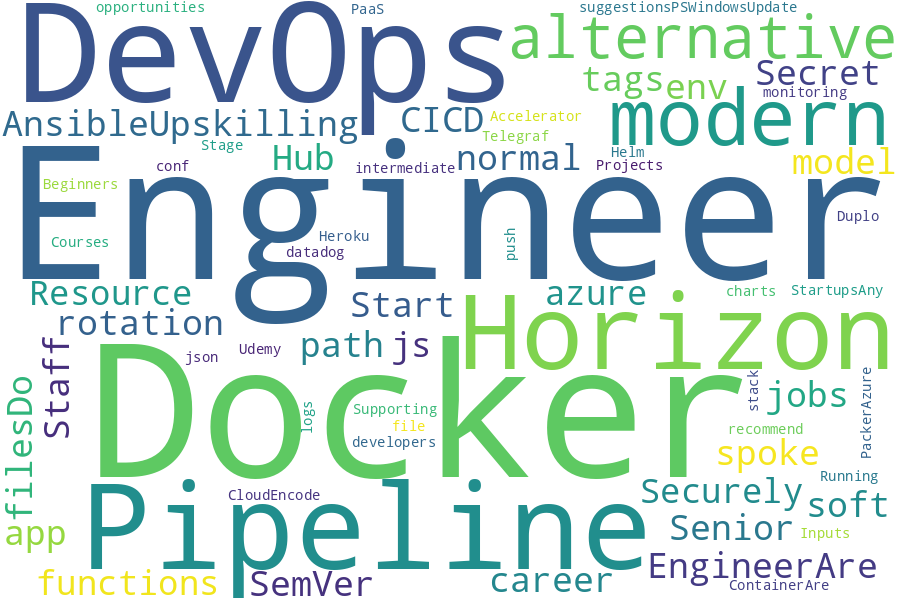 opportunities
PaaS
suggestionsPSWindowsUpdate
DevOps
alternative
tags
env
Secret
monitoring
AnsibleUpskilling
CICD
Accelerator
modern
Telegraf
Stage
Hub
normal
Helm
Projects
model
conf
intermediate
Beginners
Engineer
Duplo
Courses
Heroku
datadog
push
Resource
Start
azure
charts
StartupsAny
rotation
Horizon
path
js
json
Udemy
Staff
Docker
filesDo
logs
Supporting
file
developers
stack
jobs
PackerAzure
recommend
spoke
Running
Pipeline
CloudEncode
Securely
soft
app
Senior
Inputs
functions
SemVer
career
EngineerAre
ContainerAre